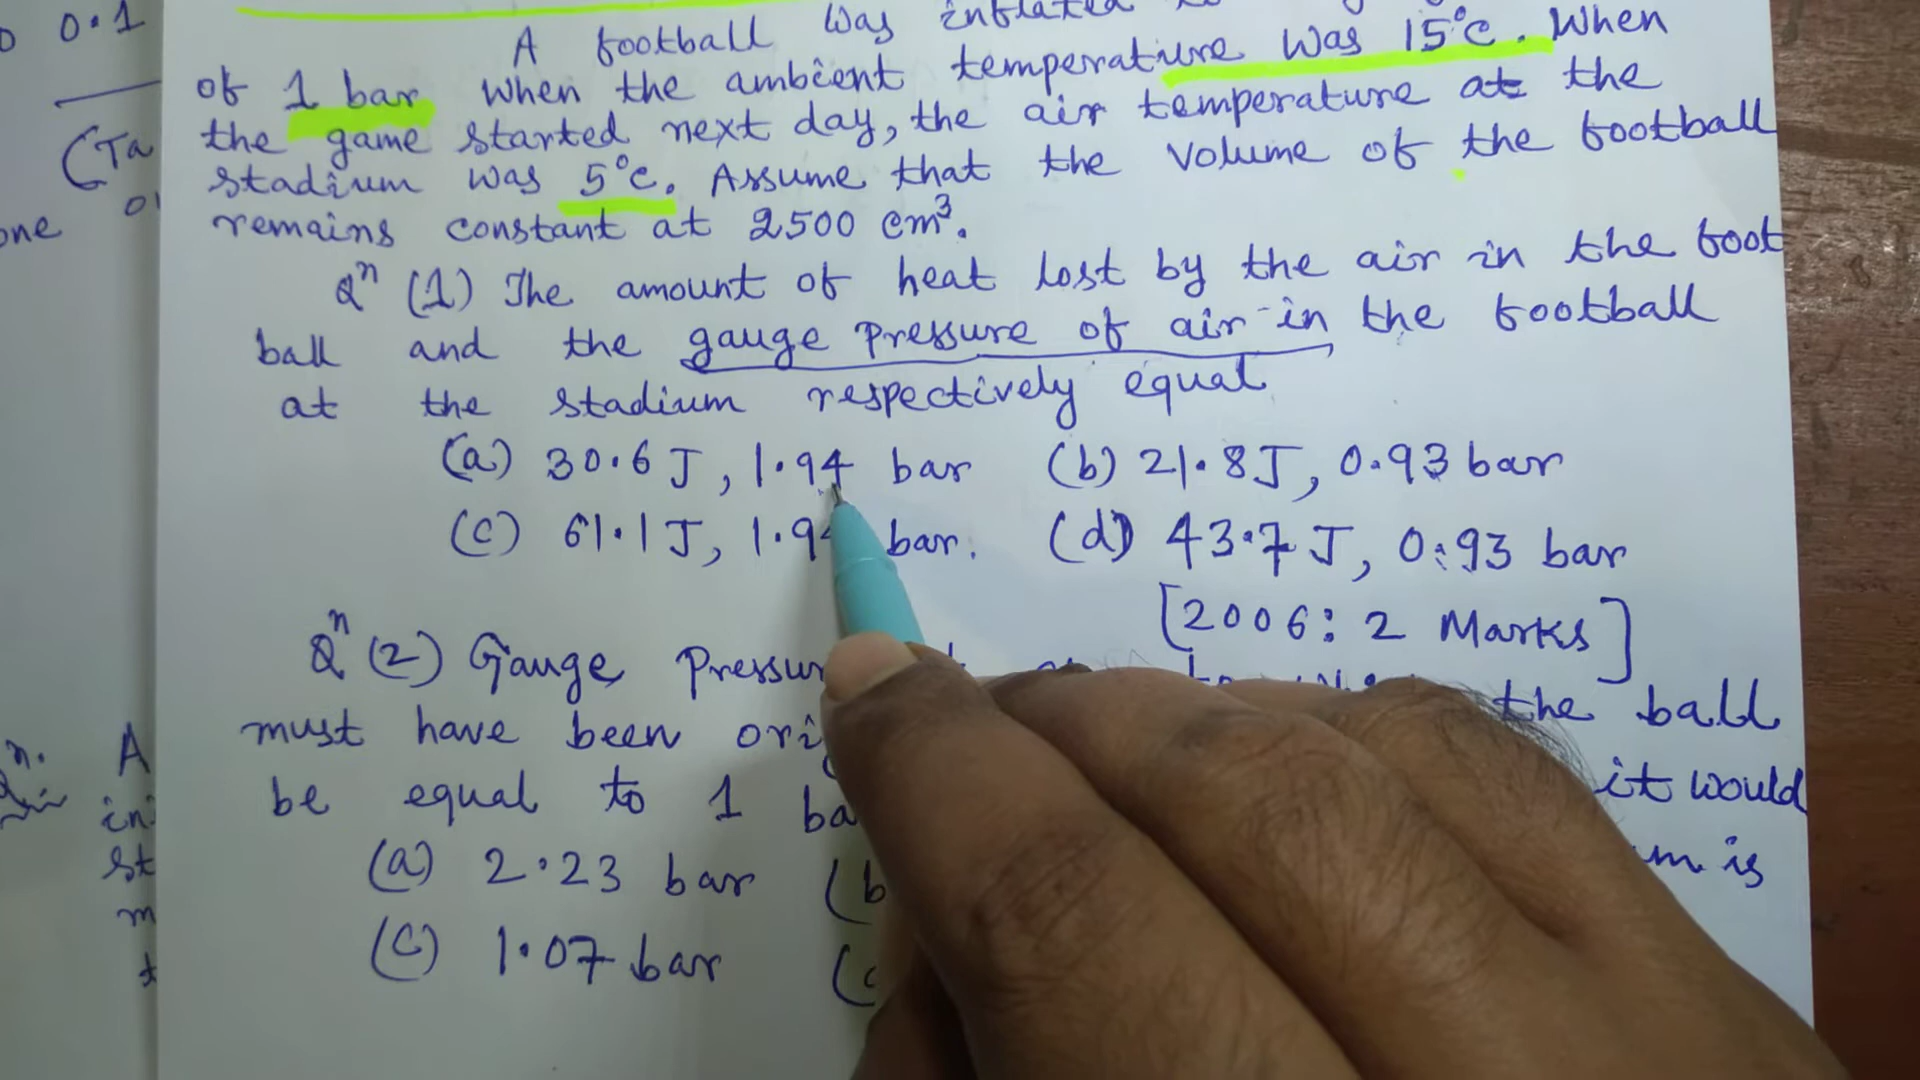 0.1
(Ta
one
A
in
st
m
t
A football was inflated
of 1 bar when the ambient temperature was 15°C. When
the game started next day, the air temperature at the
stadium was 5°C. Assume that the volume of the football
remains constant at 2500 cm³.
Qⁿ (1) The amount of heat lost by the air in the foot
ball and the gauge pressure of air in the football
at the stadium respectively equal
(a) 30.6 J, 1.94 bar (b) 21.8 J, 0.93 bar
(c) 61.1 J, 1.94 bar. (d) 43.7 J, 0.93 bar
[2006: 2 Marks]
Qⁿ (2) Gauge Pressur
must have been ori the ball
be equal to 1 ba it would
m is
(a) 2.23 bar (b
(c) 1.07 bar (